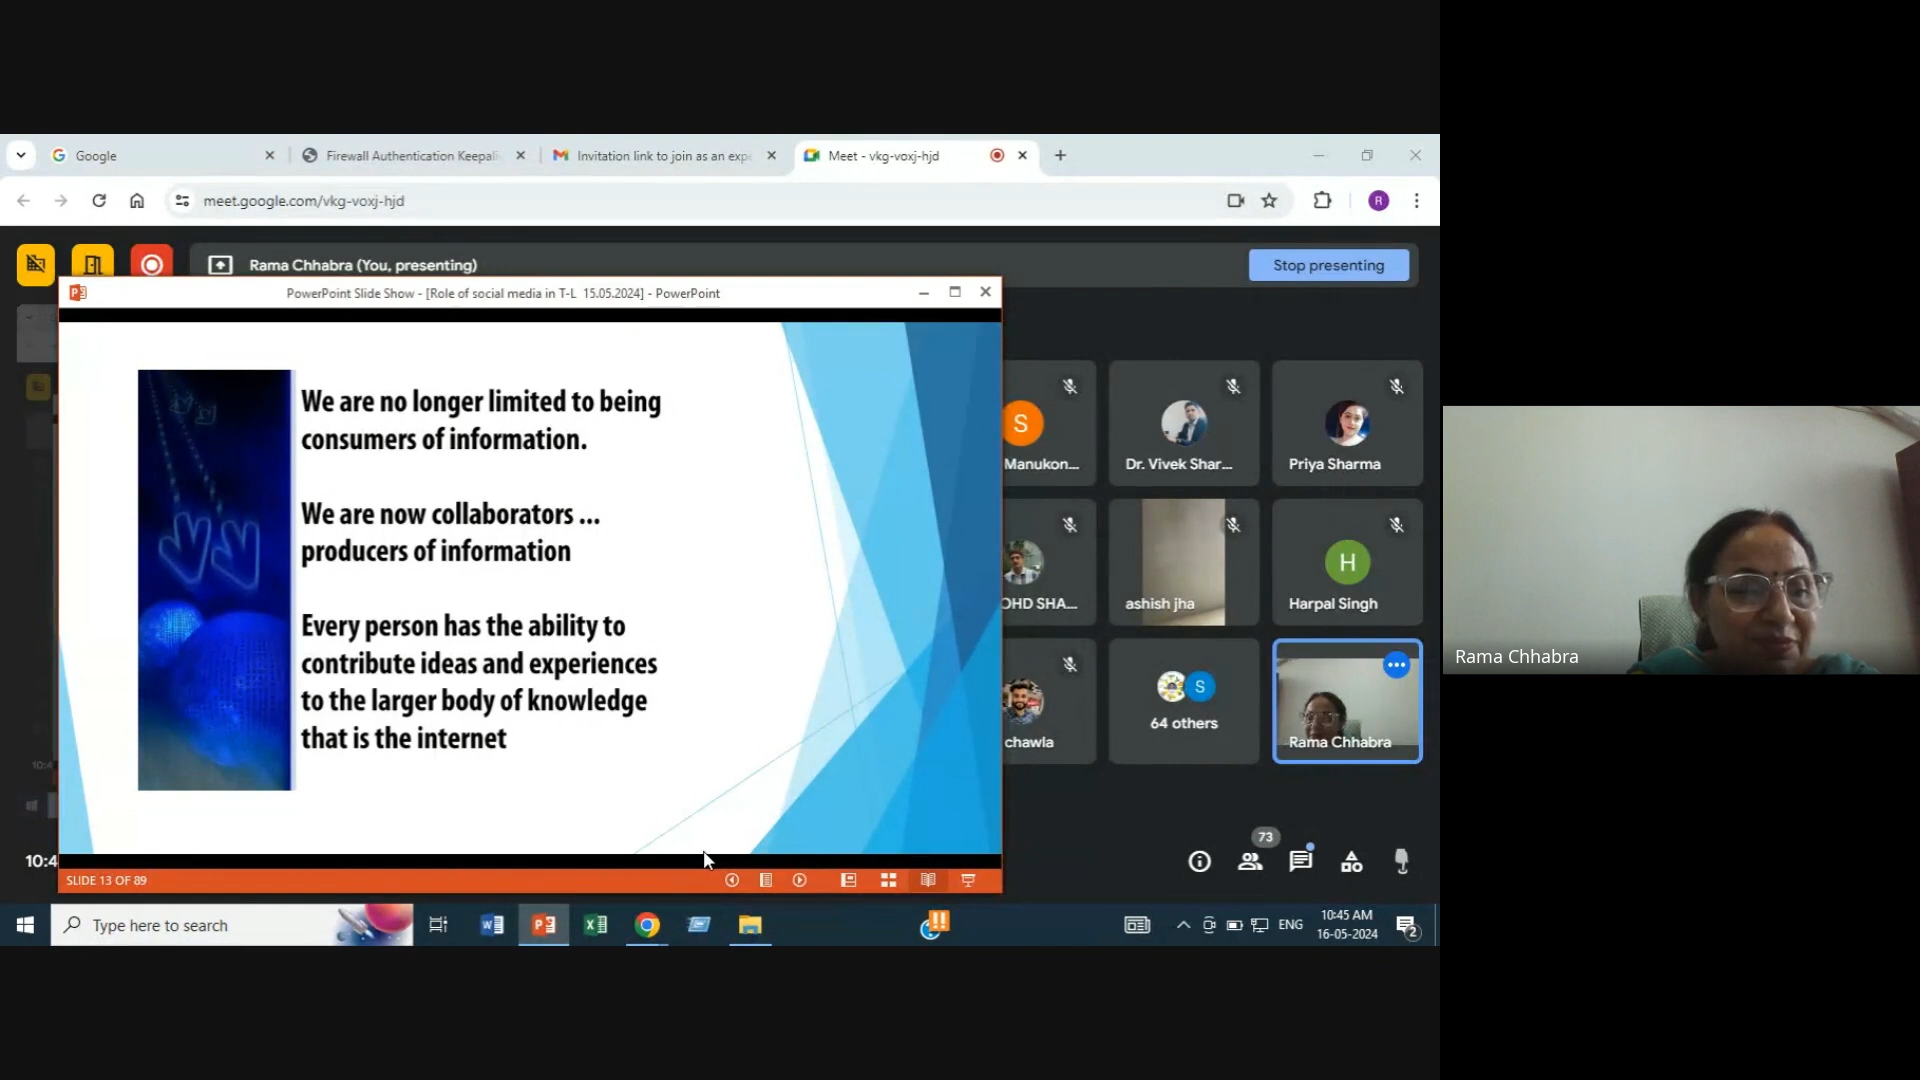 Google
Firewall Authentication Keepali
Invitation link to join as an exp
Meet - vkg-voxj-hjd
meet.google.com/vkg-voxj-hjd
R
Rama Chhabra (You, presenting)
Stop presenting
PowerPoint Slide Show - [Role of social media in T-L 15.05.2024] - PowerPoint
We are no longer limited to being
consumers of information.
We are now collaborators ...
producers of information
Every person has the ability to
contribute ideas and experiences
to the larger body of knowledge
that is the internet
SLIDE 13 OF 89
S
Manukon...
Dr. Vivek Shar...
Priya Sharma
OHD SHA...
ashish jha
H
Harpal Singh
chawla
S
64 others
Rama Chhabra
Rama Chhabra
10:4
10:4
73
Type here to search
ENG
10:45 AM
16-05-2024
2